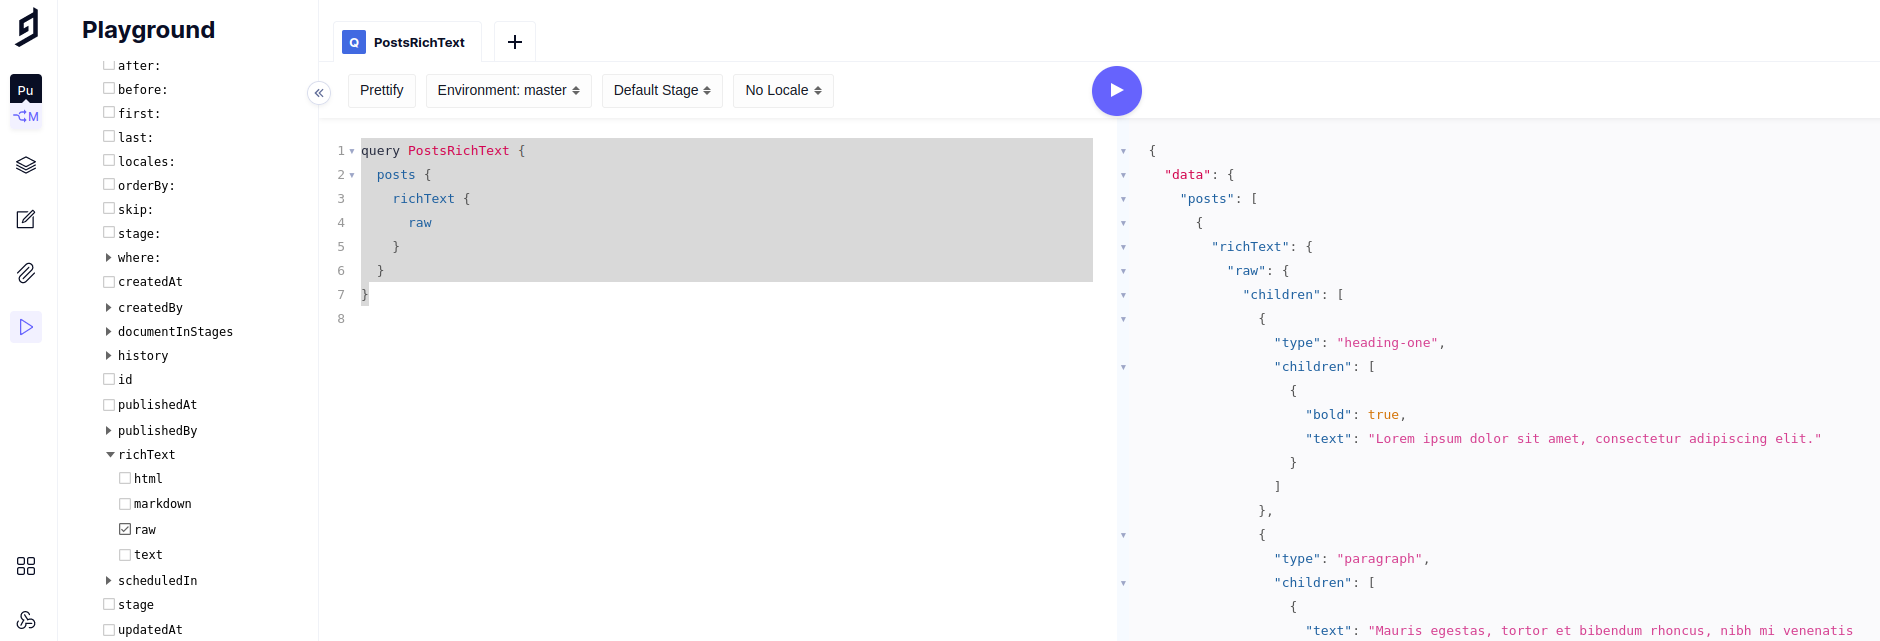 Playground
Pu
M
after:
before:
first:
last:
locales:
orderBy:
skip:
stage:
where:
createdAt
createdBy
documentInStages
history
id
publishedAt
publishedBy
richText
html
markdown
raw
text
scheduledIn
stage
updatedAt
Q PostsRichText +
Prettify Environment: master Default Stage No Locale
1 query PostsRichText {
2 posts {
3 richText {
4 raw
5 }
6 }
7 }
8
{
"data": {
"posts": [
{
"richText": {
"raw": {
"children": [
{
"type": "heading-one",
"children": [
{
"bold": true,
"text": "Lorem ipsum dolor sit amet, consectetur adipiscing elit."
}
]
},
{
"type": "paragraph",
"children": [
{
"text": "Mauris egestas, tortor et bibendum rhoncus, nibh mi venenatis